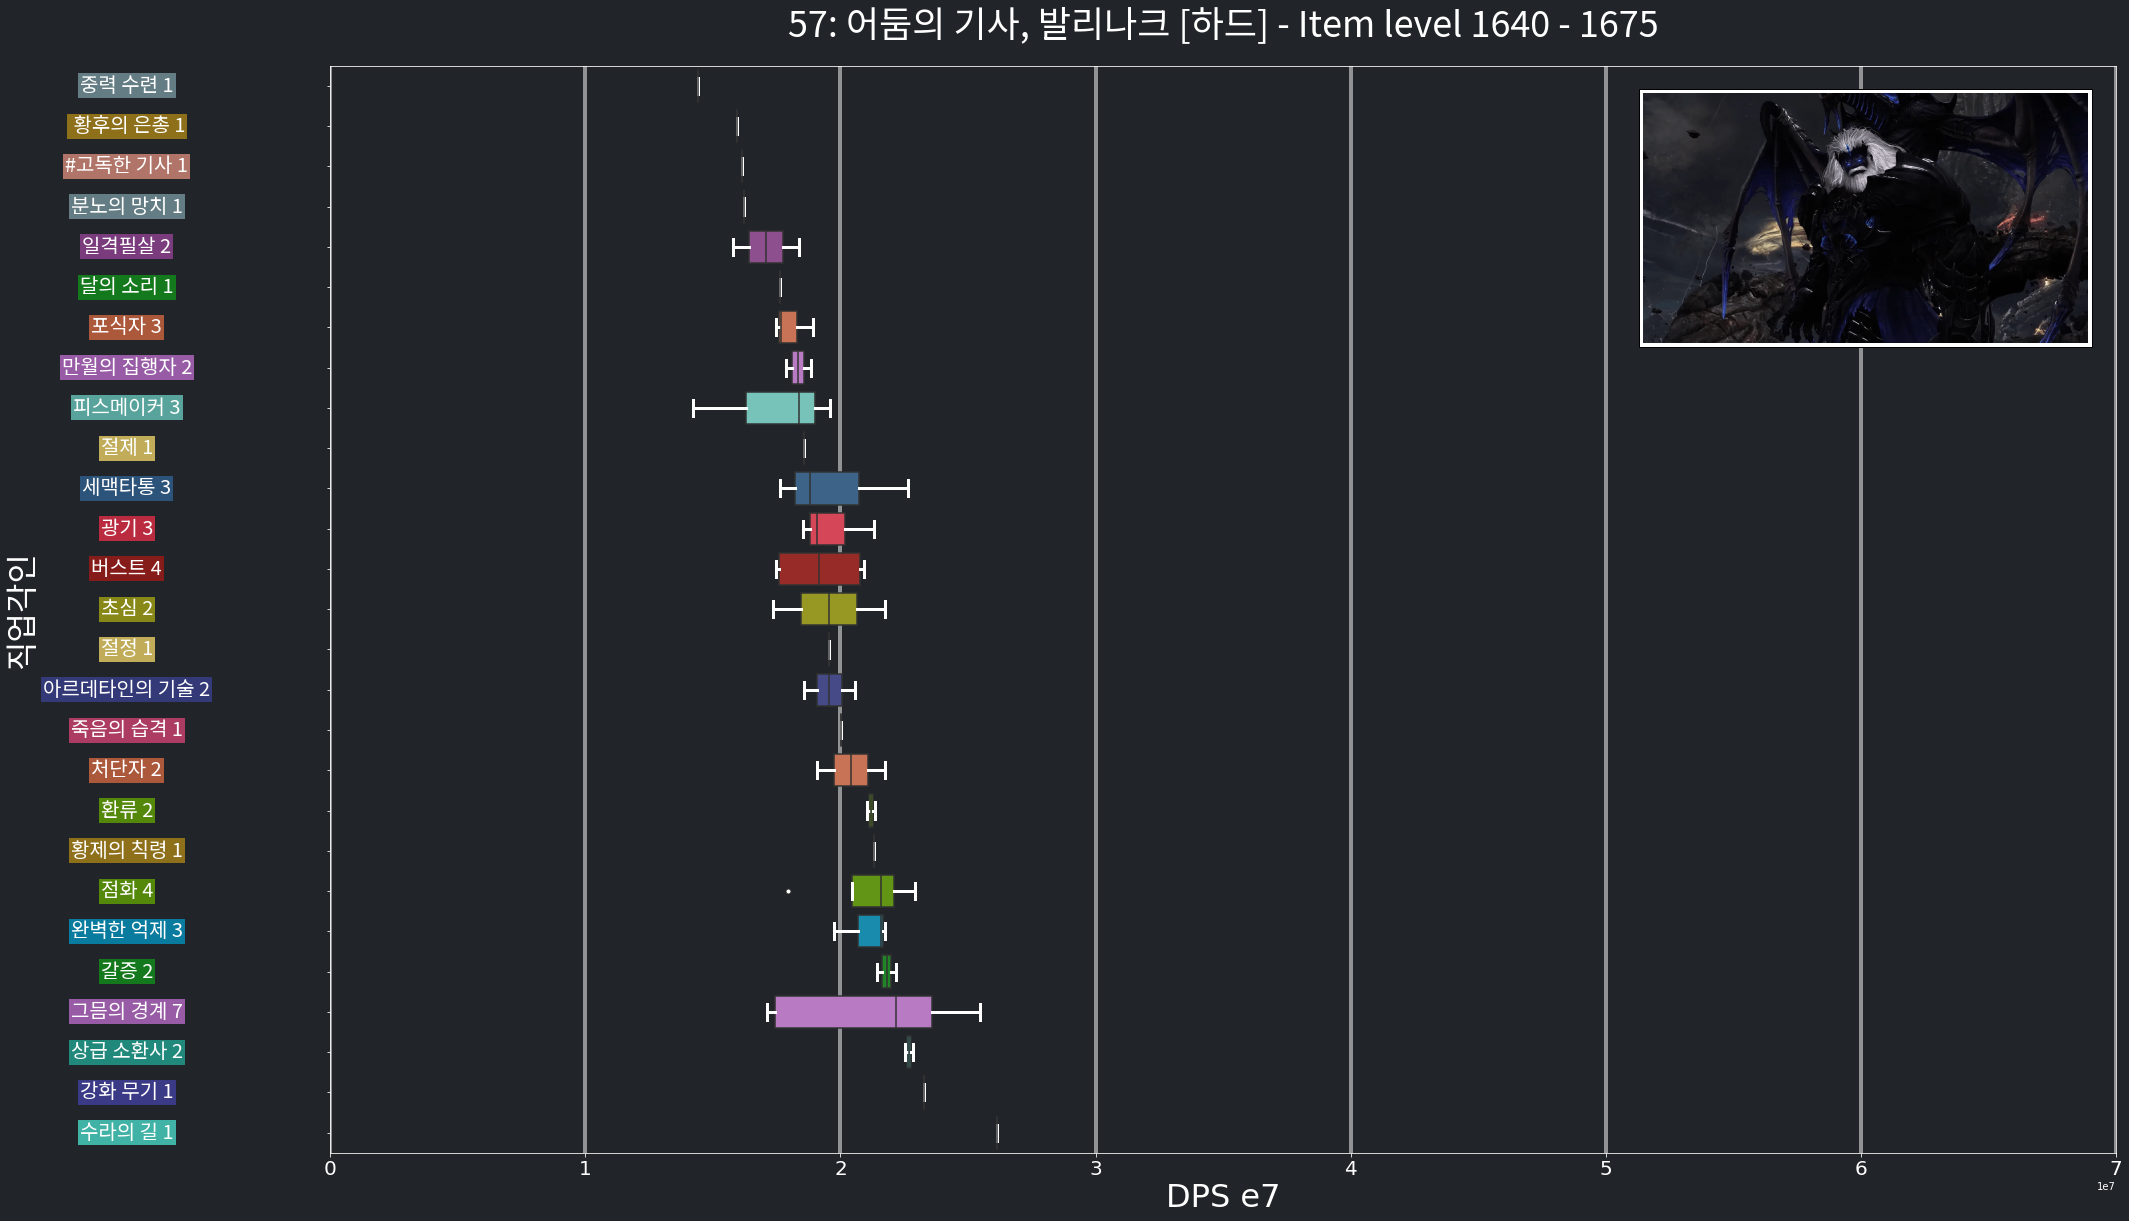 57: 어둠의 기사, 발리나크 [하드] - Item level 1640 - 1675
중력 수련 1
황후의 은총 1
#고독한 기사 1
분노의 망치 1
일격필살 2
달의 소리 1
포식자 3
만월의 집행자 2
피스메이커 3
절제 1
세맥타통 3
광기 3
버스트 4
초심 2
절정 1
아르데타인의 기술 2
죽음의 습격 1
처단자 2
환류 2
황제의 칙령 1
점화 4
완벽한 억제 3
갈증 2
그믐의 경계 7
상급 소환사 2
강화 무기 1
수라의 길 1
직업각인
0 1 2 3 4 5 6 7
1e7
DPS e7